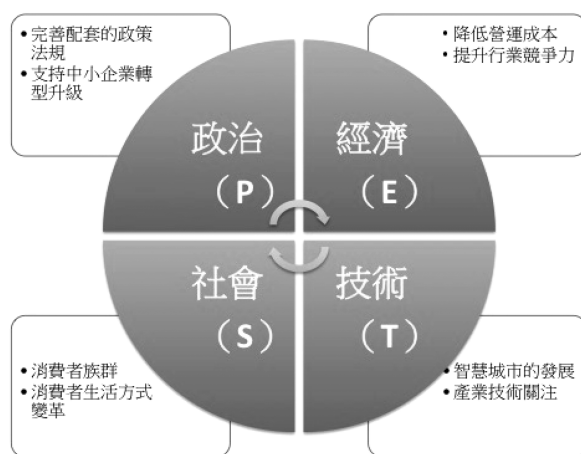 • 完善配套的政策
法規
• 支持中小企業轉
型升級
• 降低營運成本
• 提升行業競爭力
政治
（P）
經濟
（E）
社會
（S）
技術
（T）
• 消費者族群
• 消費者生活方式
變革
• 智慧城市的發展
• 產業技術關注